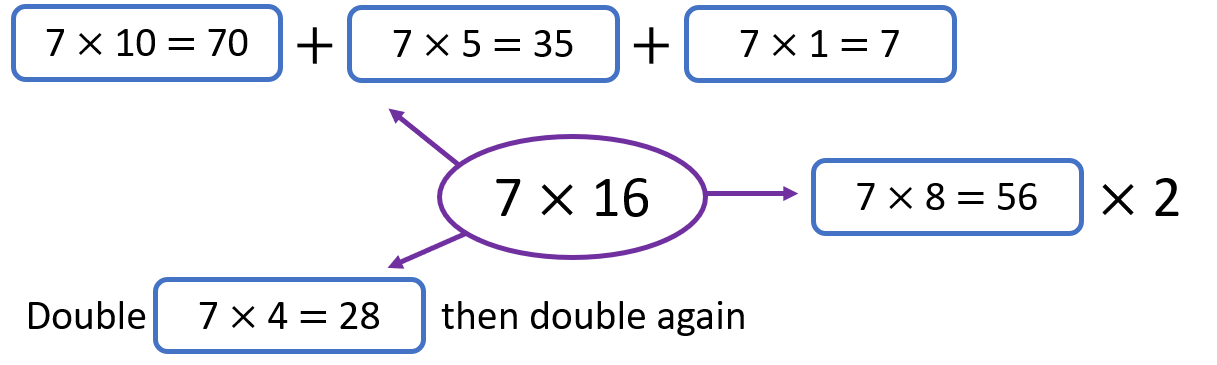 7 × 10 = 70 + 7 × 5 = 35 + 7 × 1 = 7
7 × 16
7 × 8 = 56 × 2
Double 7 × 4 = 28 then double again